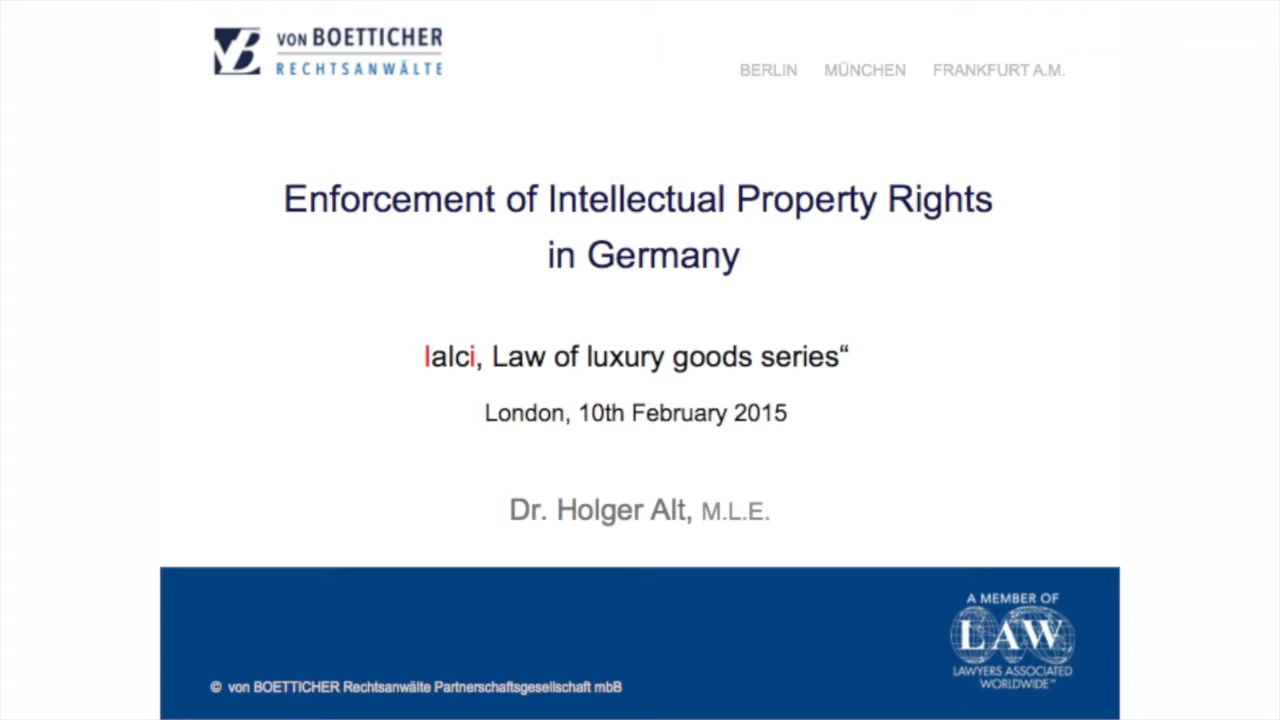 VON BOETTICHER
RECHTSANWÄLTE
BERLIN MÜNCHEN FRANKFURT A.M.
Enforcement of Intellectual Property Rights
in Germany
lalci, Law of luxury goods series“
London, 10th February 2015
Dr. Holger Alt, M.L.E.
A MEMBER OF
LAW
LAWYERS ASSOCIATED
WORLDWIDE™
© von BOETTICHER Rechtsanwälte Partnerschaftsgesellschaft mbB